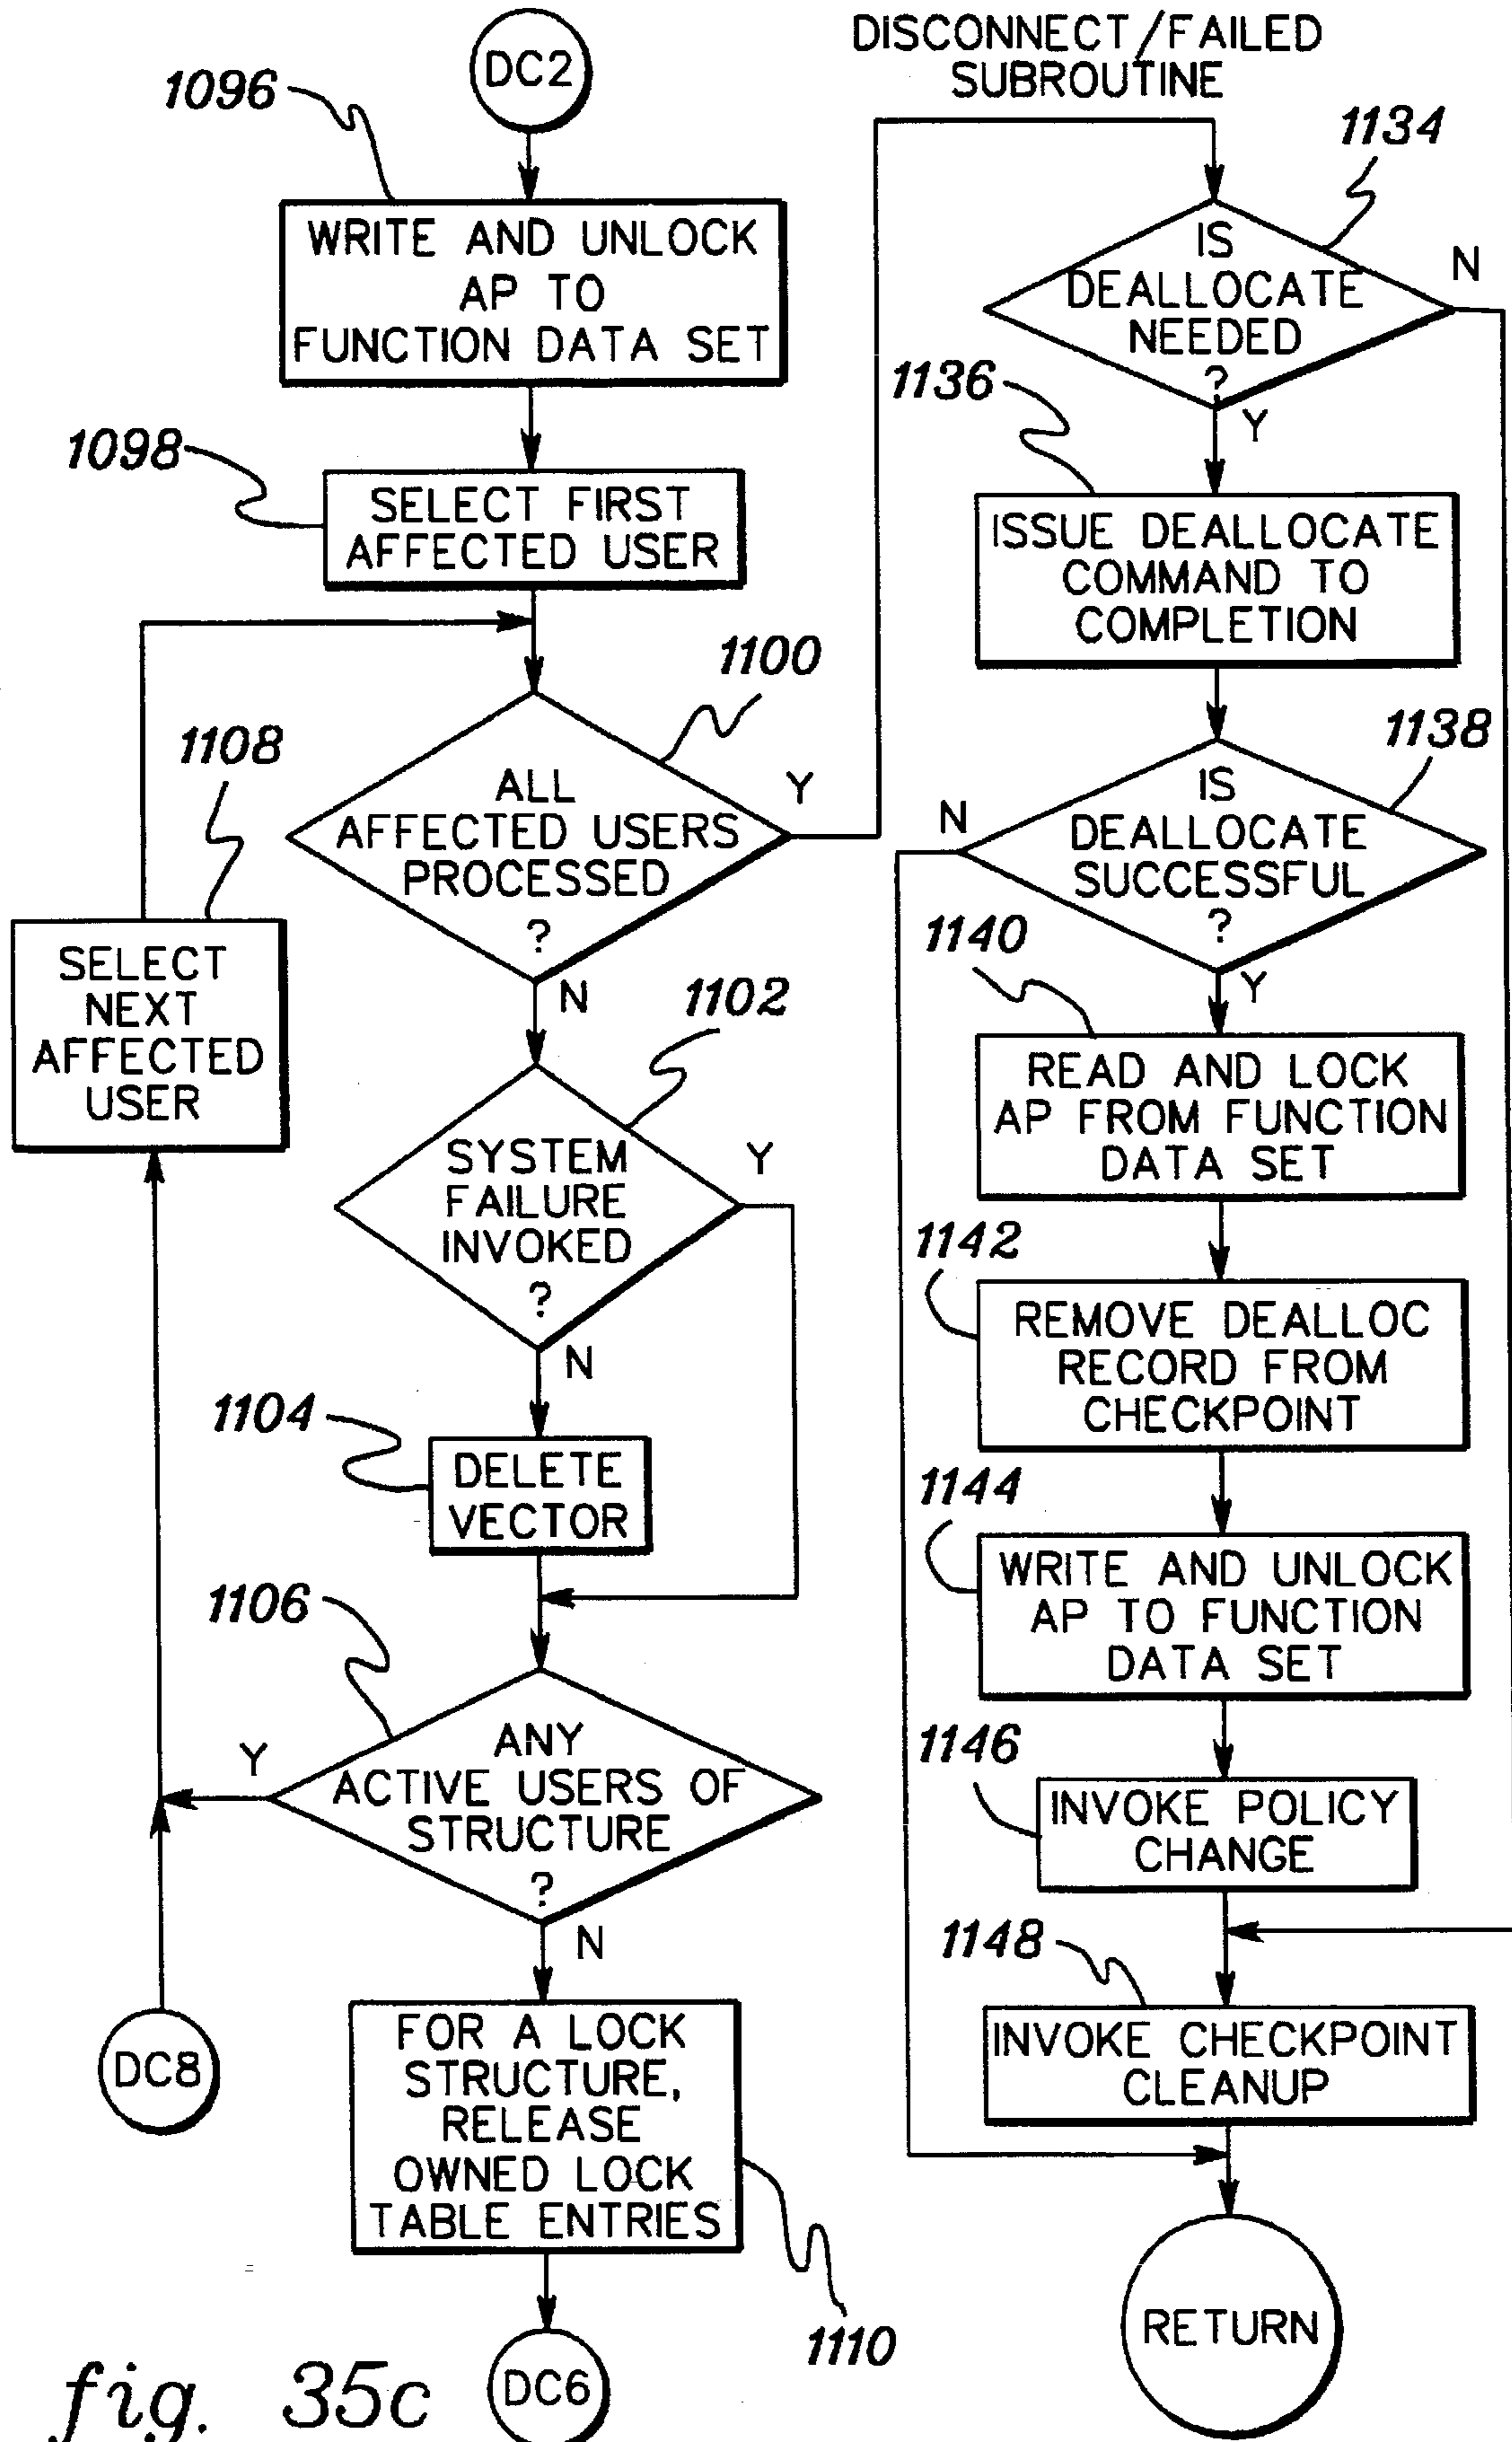 DISCONNECT/FAILED
SUBROUTINE
DC2
1096
WRITE AND UNLOCK
AP TO
FUNCTION DATA SET
1098
SELECT FIRST
AFFECTED USER
1100
ALL
AFFECTED USERS
PROCESSED
?
Y
N
1108
SELECT
NEXT
AFFECTED
USER
1102
SYSTEM
FAILURE
INVOKED
?
Y
N
1104
DELETE
VECTOR
1106
ANY
ACTIVE USERS OF
STRUCTURE
?
Y
N
DC8
FOR A LOCK
STRUCTURE,
RELEASE
OWNED LOCK
TABLE ENTRIES
1110
DC6
1134
IS
DEALLOCATE
NEEDED
?
N
Y
1136
ISSUE DEALLOCATE
COMMAND TO
COMPLETION
1138
IS
DEALLOCATE
SUCCESSFUL
?
N
Y
1140
READ AND LOCK
AP FROM FUNCTION
DATA SET
1142
REMOVE DEALLOC
RECORD FROM
CHECKPOINT
1144
WRITE AND UNLOCK
AP TO FUNCTION
DATA SET
1146
INVOKE POLICY
CHANGE
1148
INVOKE CHECKPOINT
CLEANUP
RETURN
fig. 35c